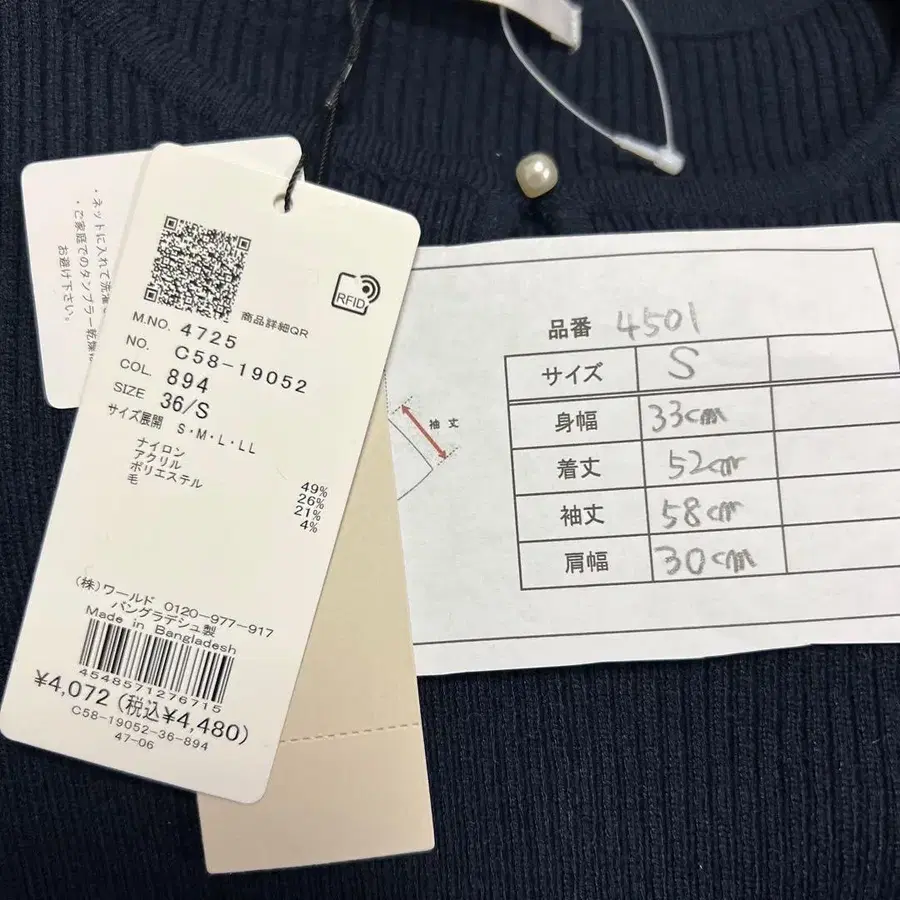 ・ネットに入れて洗濯
・ご家庭でのタンブラー乾燥は
お避け下さい。
商品詳細QR
RFID
M.NO. 4725
NO. C58-19052
COL. 894
SIZE 36/S
サイズ展開 S・M・L・LL
ナイロン 49%
アクリル 26%
ポリエステル 21%
毛 4%
(株)ワールド 0120-977-917
バングラデシュ製
Made in Bangladesh
4548571276715
¥4,072 (税込¥4,480)
C58-19052-36-894
47-06
袖丈
品番 4501
サイズ S
身幅 33cm
着丈 52cm
袖丈 58cm
肩幅 30cm